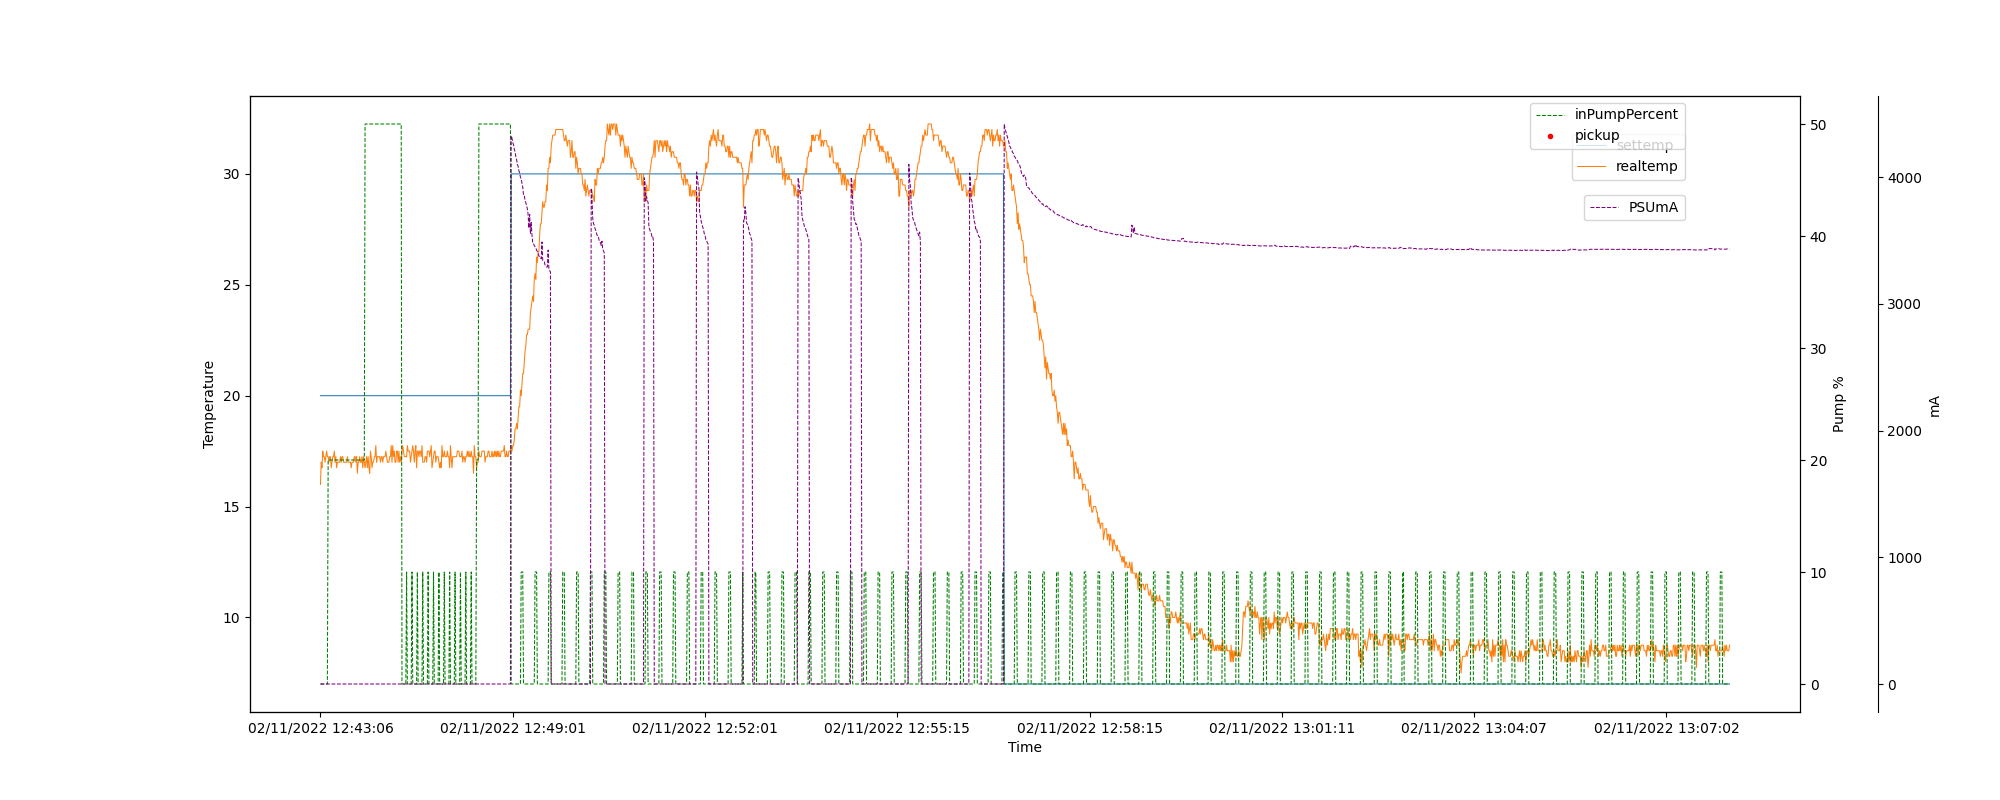 inPumpPercent
pickup
settemp
realtemp
PSUmA
Temperature
30
25
20
15
10
50
40
30
20
10
0
Pump %
4000
3000
2000
1000
0
mA
02/11/2022 12:43:06
02/11/2022 12:49:01
02/11/2022 12:52:01
02/11/2022 12:55:15
02/11/2022 12:58:15
02/11/2022 13:01:11
02/11/2022 13:04:07
02/11/2022 13:07:02
Time